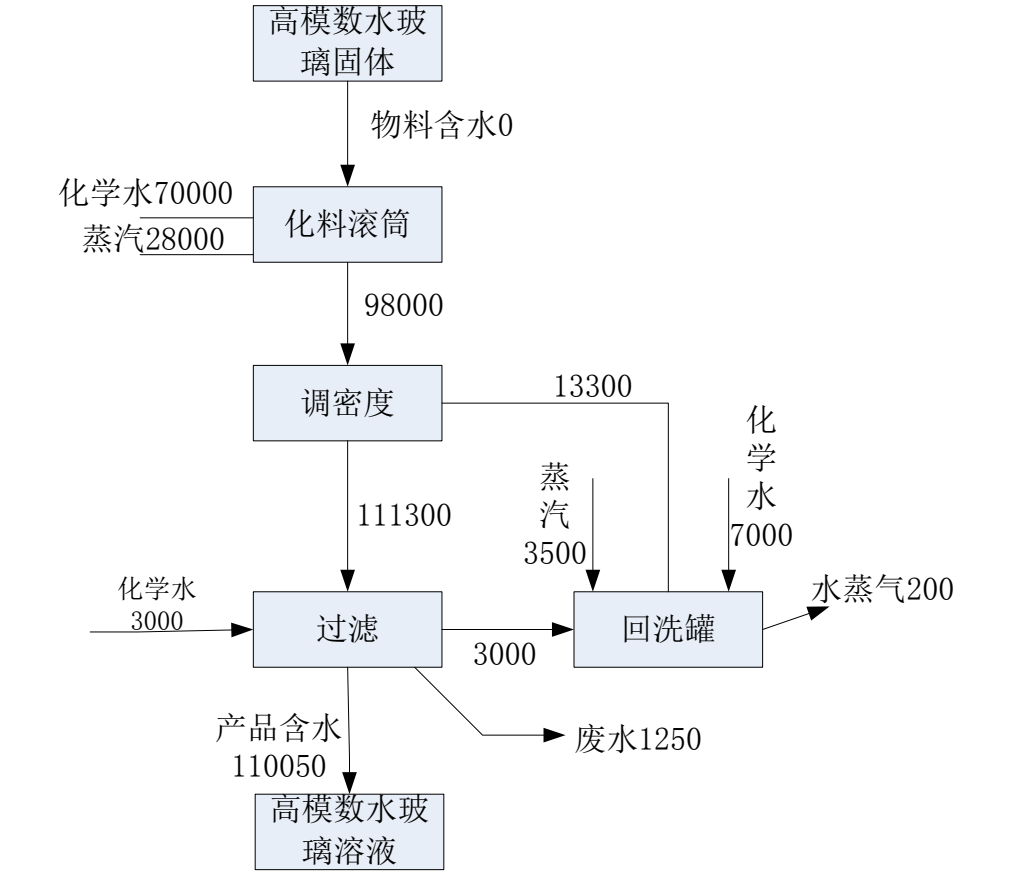 高模数水玻
璃固体
物料含水0
化学水70000
蒸汽28000
化料滚筒
98000
调密度
13300
111300
蒸
汽
3500
化
学
水
7000
化学水
3000
过滤
3000
回洗罐
水蒸气200
产品含水
110050
废水1250
高模数水玻
璃溶液